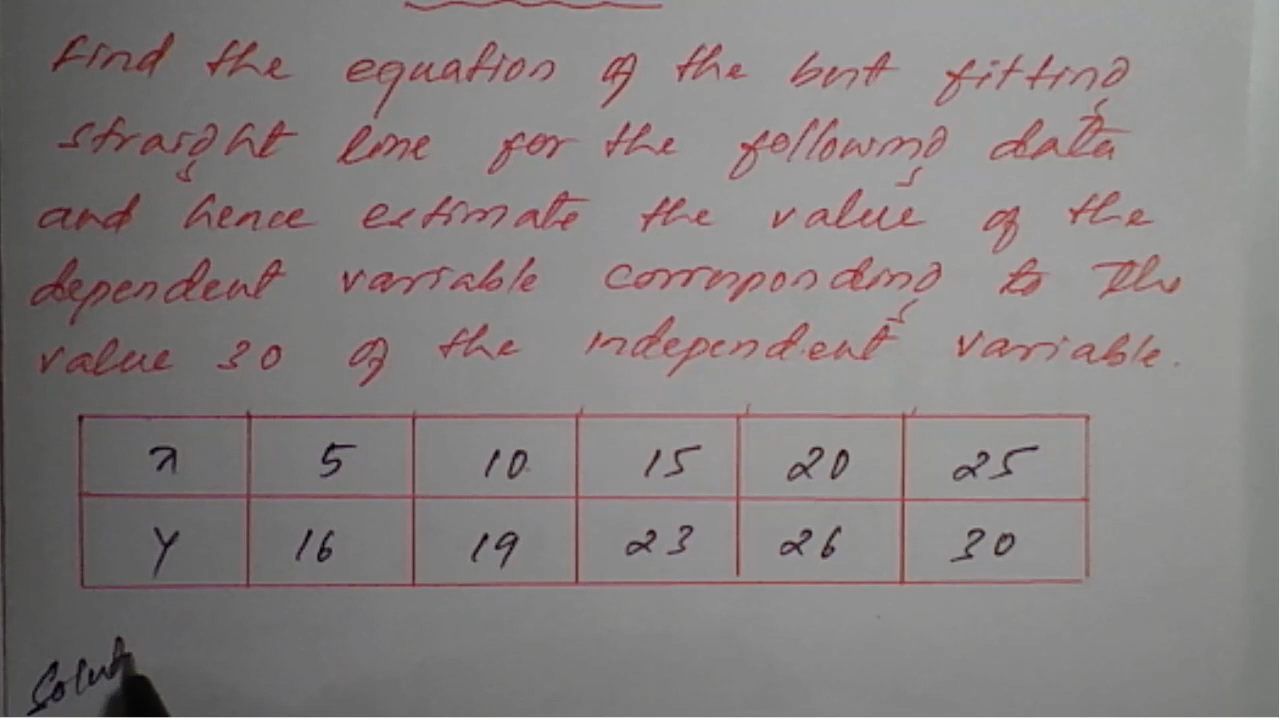 Find the equation of the best fitting
straight line for the following data
and hence estimate the value of the
dependent variable corresponding to the
value 30 of the independent variable.
x 5 10 15 20 25
y 16 19 23 26 30
Solut